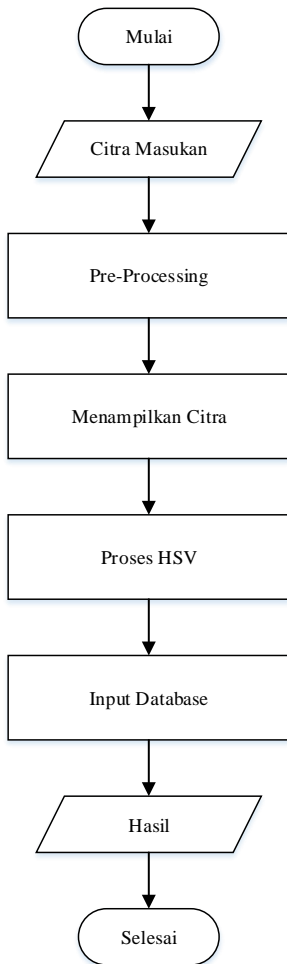 Mulai
Citra Masukan
Pre-Processing
Menampilkan Citra
Proses HSV
Input Database
Hasil
Selesai